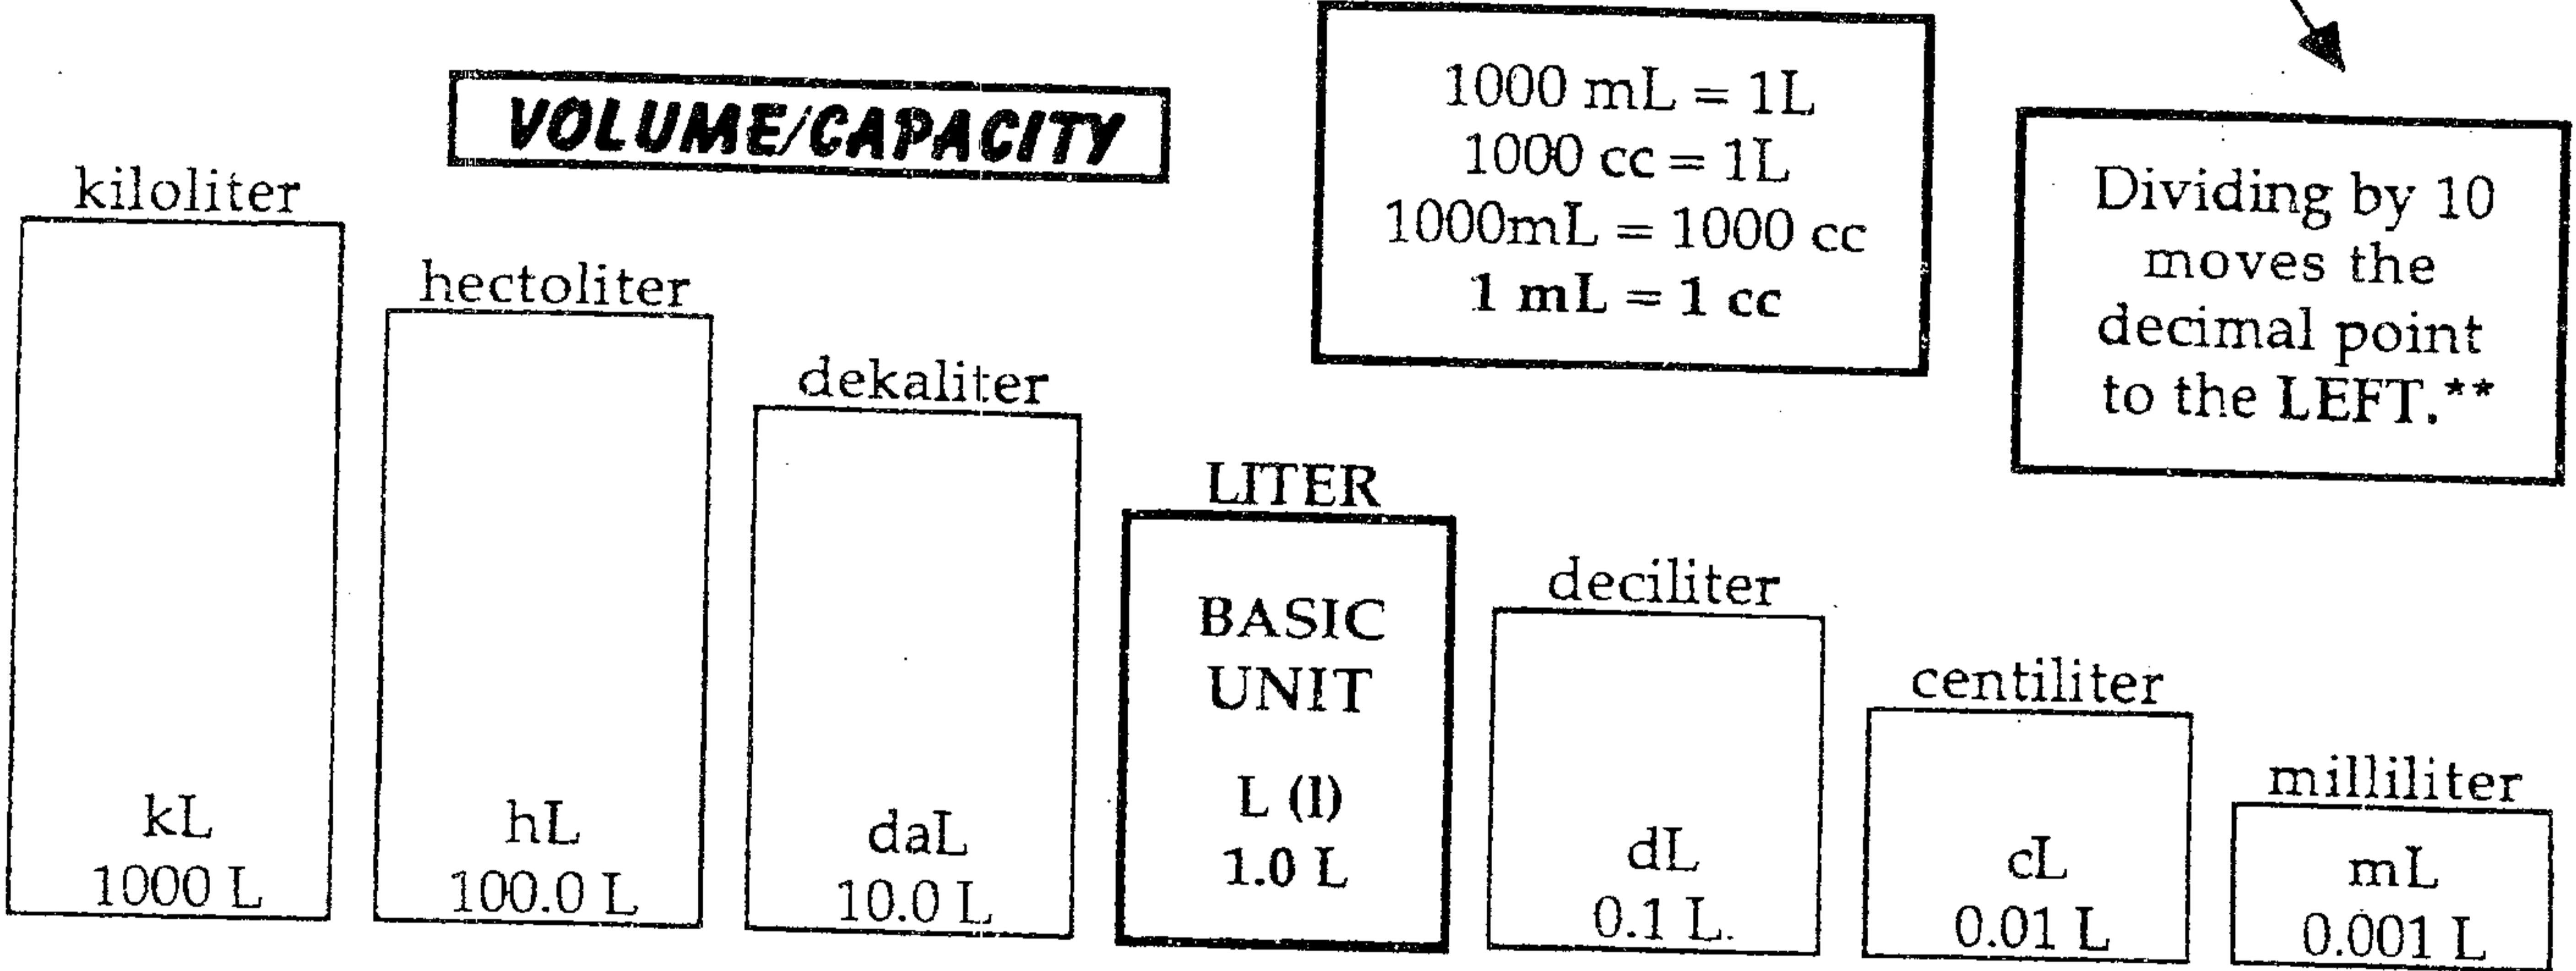 VOLUME/CAPACITY
1000 mL = 1L
1000 cc = 1L
1000mL = 1000 cc
1 mL = 1 cc
Dividing by 10
moves the
decimal point
to the LEFT.**
kiloliter
kL
1000 L
hectoliter
hL
100.0 L
dekaliter
daL
10.0 L
LITER
BASIC
UNIT
L (l)
1.0 L
deciliter
dL
0.1 L.
centiliter
cL
0.01 L
milliliter
mL
0.001 L